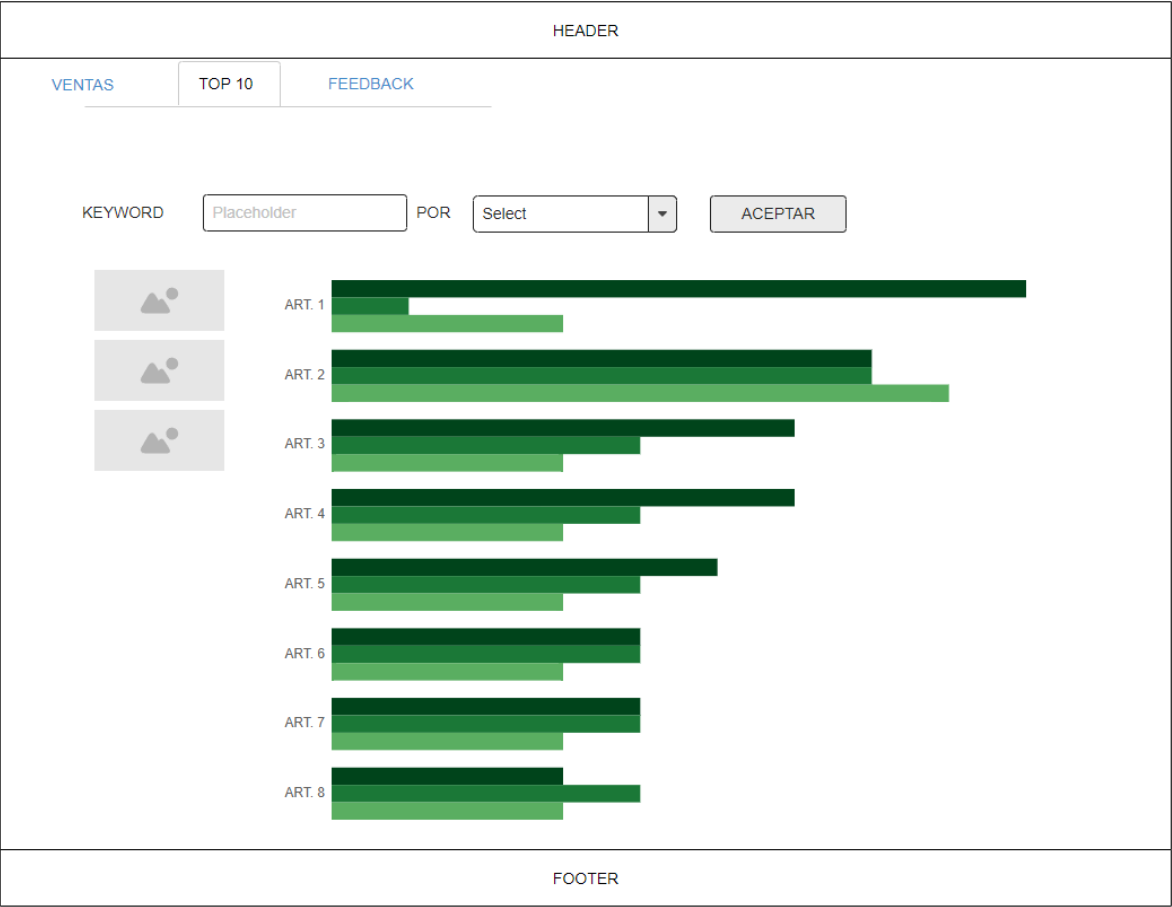 HEADER
VENTAS TOP 10 FEEDBACK
KEYWORD Placeholder POR Select ACEPTAR
ART. 1
ART. 2
ART. 3
ART. 4
ART. 5
ART. 6
ART. 7
ART. 8
FOOTER